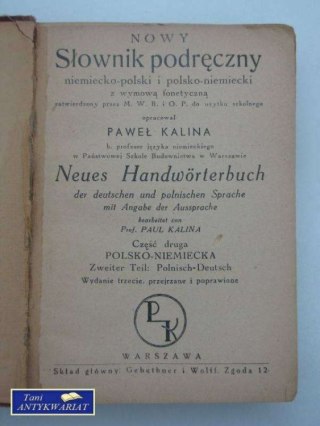 NOWY
Słownik podręczny
niemiecko-polski i polsko-niemiecki
z wymową fonetyczną
zatwierdzony przez M. W. R. i O. P. do użytku szkolnego
opracował
PAWEŁ KALINA
b. profesor języka niemieckiego
w Państwowej Szkole Budownictwa w Warszawie
Neues Handwörterbuch
der deutschen und polnischen Sprache
mit Angabe der Aussprache
bearbeitet von
Prof. PAUL KALINA
Część druga
POLSKO-NIEMIECKA
Zweiter Teil: Polnisch-Deutsch
Wydanie trzecie, przejrzane i poprawione
PK
WARSZAWA
Skład główny: Gebethner i Wolff, Zgoda 12
Tani
ANTYKWARIAT